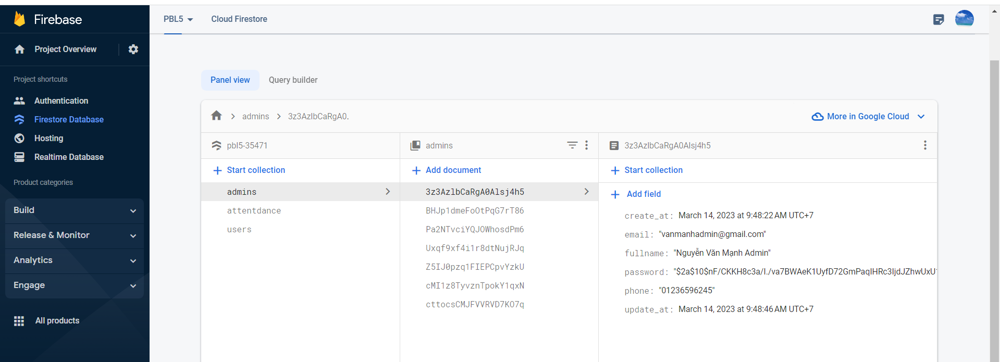 Firebase
PBL5
Cloud Firestore
Project Overview
Project shortcuts
Authentication
Firestore Database
Hosting
Realtime Database
Product categories
Build
Release & Monitor
Analytics
Engage
All products
Panel view
Query builder
admins
3z3AzlbCaRgA0.
More in Google Cloud
pbl5-35471
Start collection
admins
attentdance
users
admins
Add document
3z3AzlbCaRgA0Alsj4h5
BHJp1dmeFoOtPqG7rT86
Pa2NTvciYQJOWhosdPm6
Uxqf9xf4i1r8dtNujRJq
Z5IJ0pzq1FIEPCpvYzkU
cMI1z8TyvznTpokY1qxN
cttocsCMJFVVRVD7KO7q
3z3AzlbCaRgA0Alsj4h5
Start collection
Add field
create_at: March 14, 2023 at 9:48:22 AM UTC+7
email: "vanmanhadmin@gmail.com"
fullname: "Nguyễn Văn Mạnh Admin"
password: "$2a$10$nF/CKKH8c3a/I./va7BWAeK1UyfD72GmPaqIHRc3IjdJZhwUxU
phone: "01236596245"
update_at: March 14, 2023 at 9:48:46 AM UTC+7